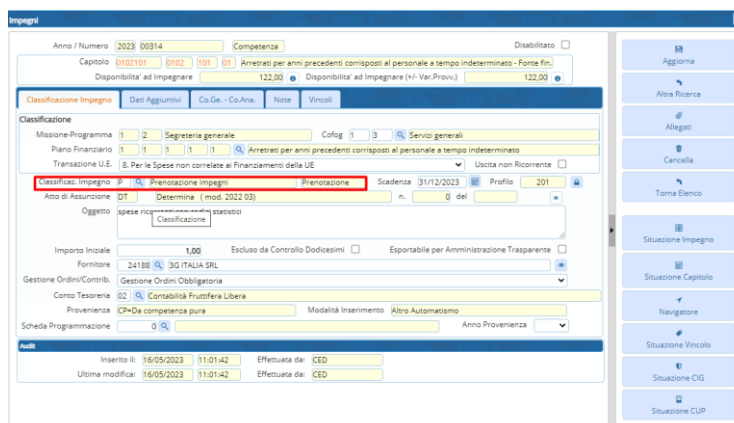 Impegni
Anno / Numero 2023 00314 Competenza Disabilitato
Capitolo 0102101 0102 101 01 Arretrati per anni precedenti corrisposti al personale a tempo indeterminato - Fonte fin.
Disponibilita' ad Impegnare 122,00 Disponibilita' ad Impegnare (+/- Var.Provv.) 122,00
Classificazione Impegno Dati Aggiuntivi Co.Ge. - Co.Ana. Note Vincoli
Classificazione
Missione-Programma 1 2 Segreteria generale Cofog 1 3 Servizi generali
Piano Finanziario 1 1 1 1 1 Arretrati per anni precedenti corrisposti al personale a tempo indeterminato
Transazione U.E. 8. Per le Spese non correlate ai Finanziamenti della UE Uscita non Ricorrente
Classificaz. Impegno P Prenotazione impegni Prenotazione Scadenza 31/12/2023 Profilo 201
Atto di Assunzione DT Determina ( mod. 2022 03) n. 0 del
Oggetto spese statistici
Classificazione
Importo Iniziale 1,00 Escluso da Controllo Dodicesimi Esportabile per Amministrazione Trasparente
Fornitore 24188 3G ITALIA SRL
Gestione Ordini/Contrib. Gestione Ordini Obbligatoria
Conto Tesoreria 02 Contabilità Fruttifera Libera
Provenienza CP=Da competenza pura Modalità Inserimento Altro Automatismo
Scheda Programmazione 0 Anno Provenienza
Audit
Inserito il: 16/05/2023 11:01:42 Effettuata da: CED
Ultima modifica: 16/05/2023 11:01:42 Effettuata da: CED
Aggiorna
Altra Ricerca
Allegati
Cancella
Torna Elenco
Situazione Impegno
Situazione Capitolo
Navigatore
Situazione Vincolo
Situazione CIG
Situazione CUP